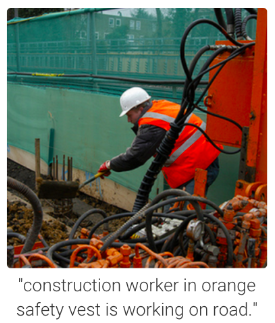 "construction worker in orange
safety vest is working on road."